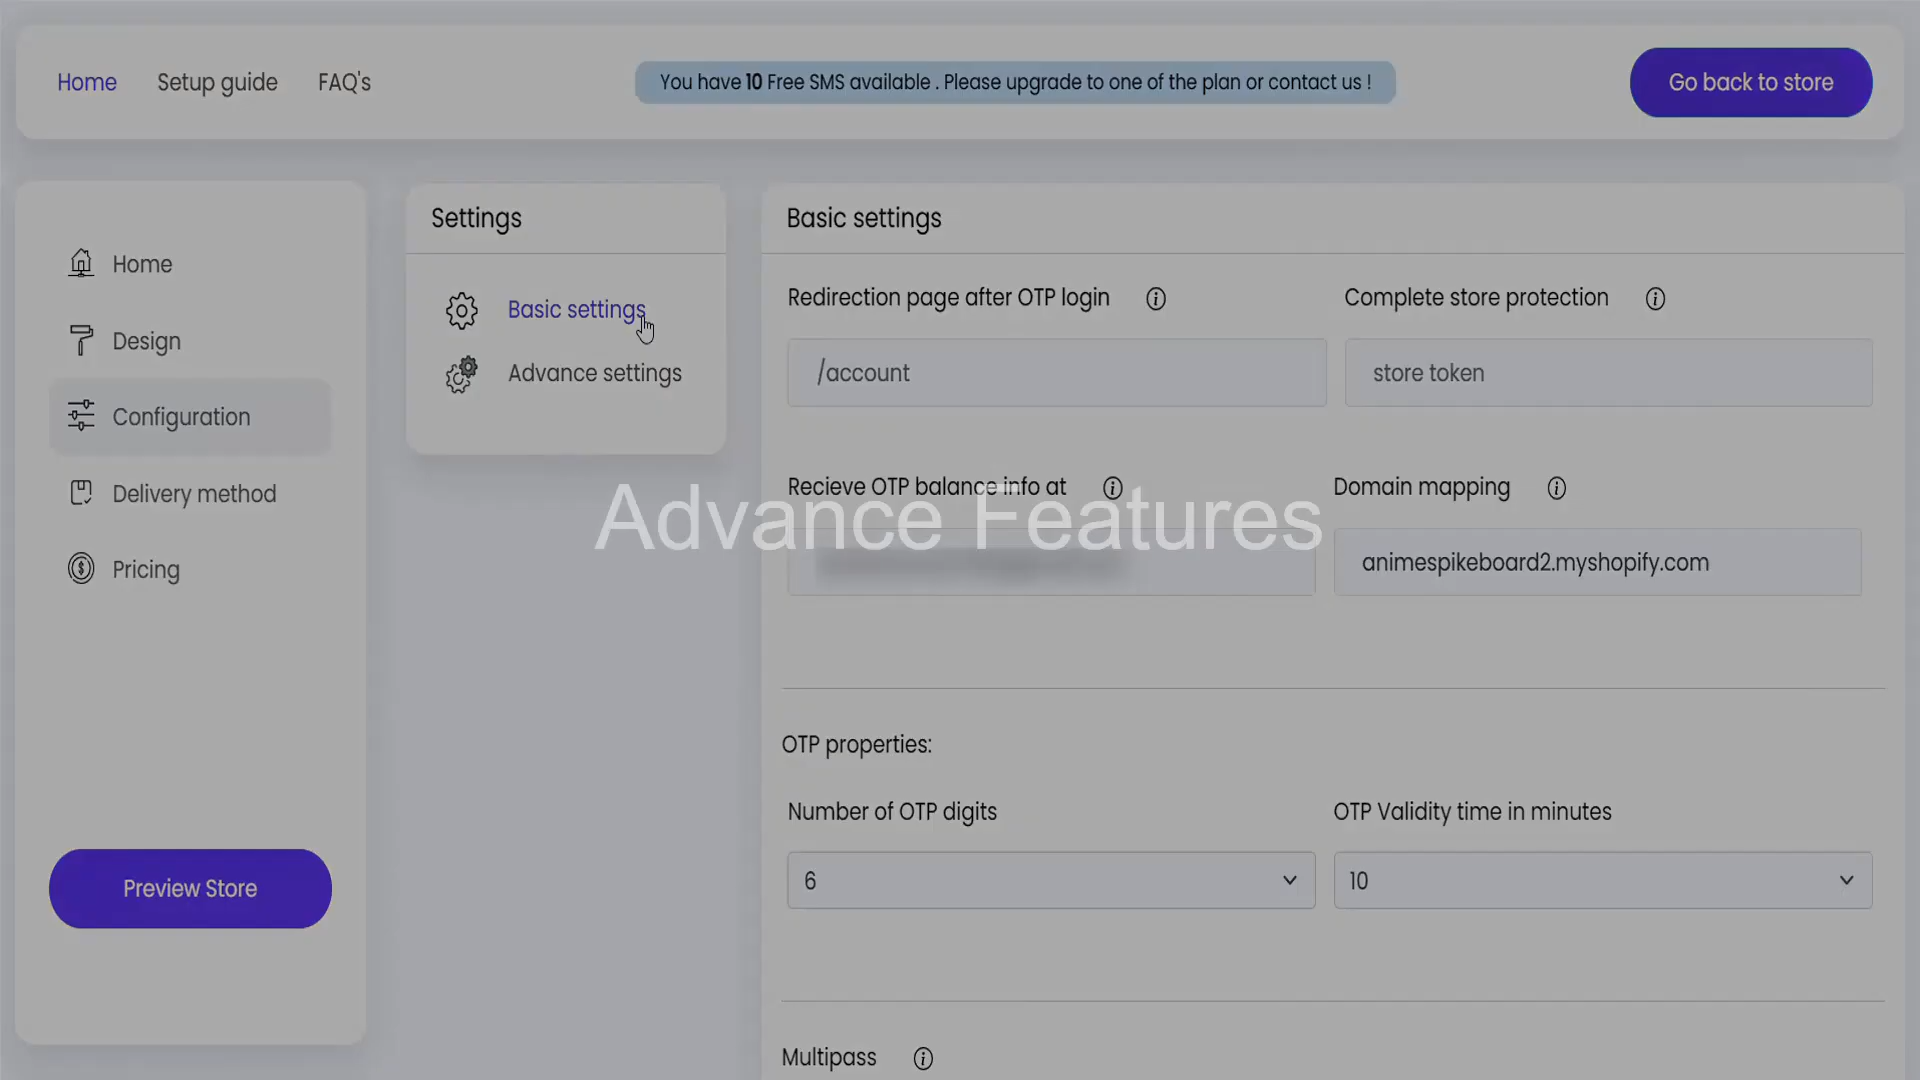 Home Setup guide FAQ's
You have 10 Free SMS available . Please upgrade to one of the plan or contact us !
Go back to store
Home
Design
Configuration
Delivery method
Pricing
Preview Store
Settings
Basic settings
Advance settings
Basic settings
Redirection page after OTP login
/account
Complete store protection
store token
Recieve OTP balance info at
Domain mapping
animespikeboard2.myshopify.com
Advance Features
OTP properties:
Number of OTP digits
6
OTP Validity time in minutes
10
Multipass